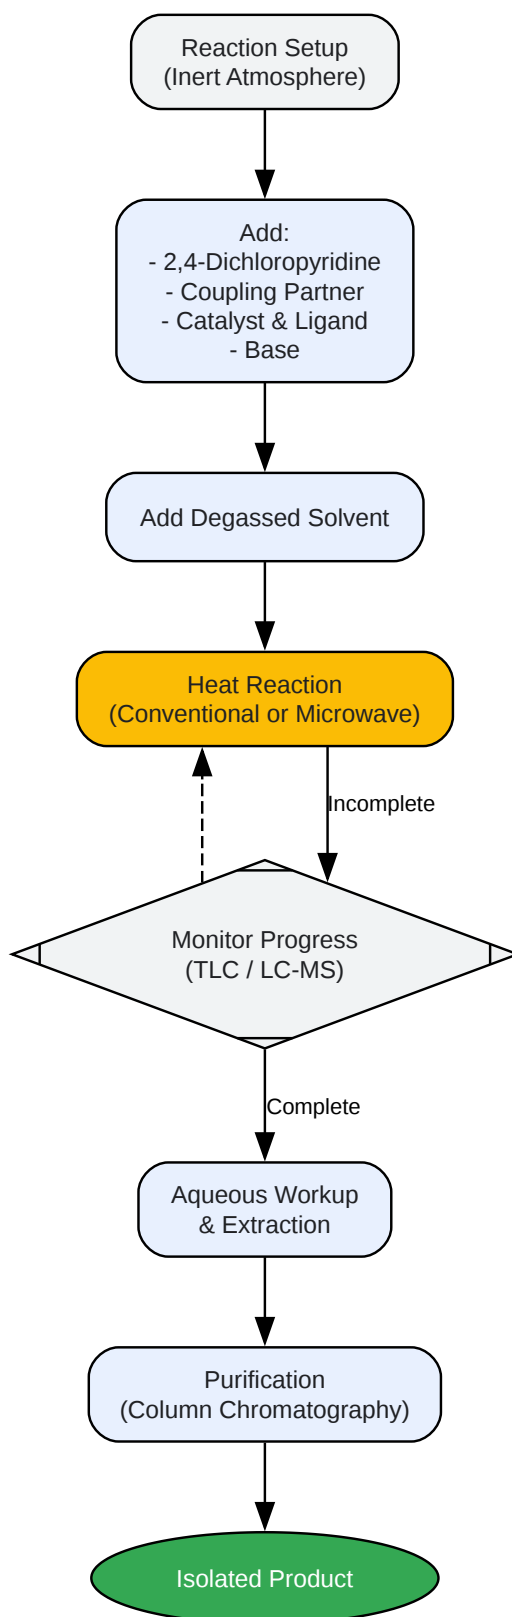 Reaction Setup
(Inert Atmosphere)
Add:
- 2,4-Dichloropyridine
- Coupling Partner
- Catalyst & Ligand
- Base
Add Degassed Solvent
Heat Reaction
(Conventional or Microwave)
Incomplete
Monitor Progress
(TLC / LC-MS)
Complete
Aqueous Workup
& Extraction
Purification
(Column Chromatography)
Isolated Product